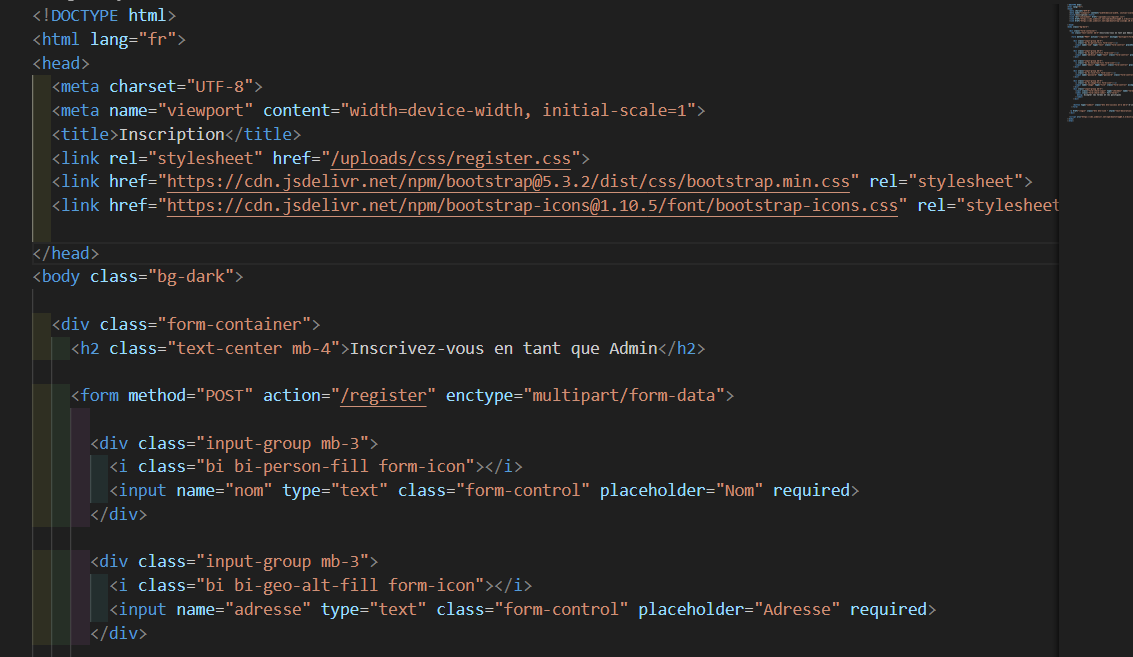 <!DOCTYPE html>
<html lang="fr">
<head>
<meta charset="UTF-8">
<meta name="viewport" content="width=device-width, initial-scale=1">
<title>Inscription</title>
<link rel="stylesheet" href="/uploads/css/register.css">
<link href="https://cdn.jsdelivr.net/npm/bootstrap@5.3.2/dist/css/bootstrap.min.css" rel="stylesheet">
<link href="https://cdn.jsdelivr.net/npm/bootstrap-icons@1.10.5/font/bootstrap-icons.css" rel="stylesheet
</head>
<body class="bg-dark">
<div class="form-container">
<h2 class="text-center mb-4">Inscrivez-vous en tant que Admin</h2>
<form method="POST" action="/register" enctype="multipart/form-data">
<div class="input-group mb-3">
<i class="bi bi-person-fill form-icon"></i>
<input name="nom" type="text" class="form-control" placeholder="Nom" required>
</div>
<div class="input-group mb-3">
<i class="bi bi-geo-alt-fill form-icon"></i>
<input name="adresse" type="text" class="form-control" placeholder="Adresse" required>
</div>